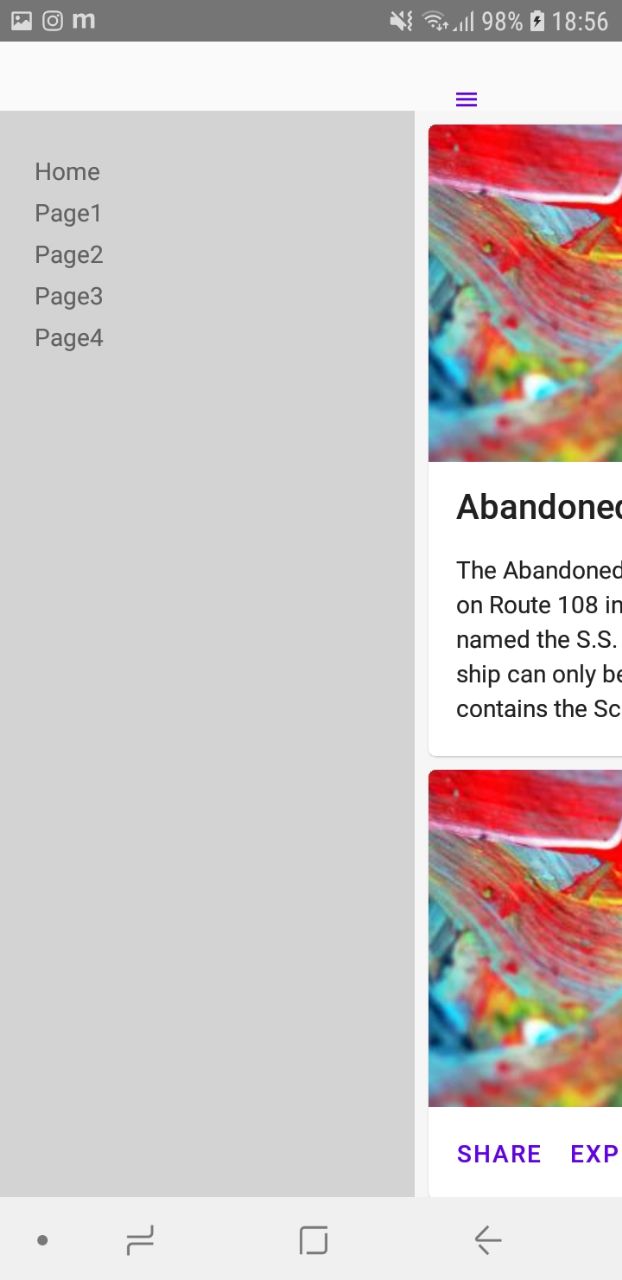 m 98% 18:56
Home
Page1
Page2
Page3
Page4
Abandoned
The Abandoned
on Route 108 in
named the S.S.
ship can only be
contains the Sc
SHARE EXP